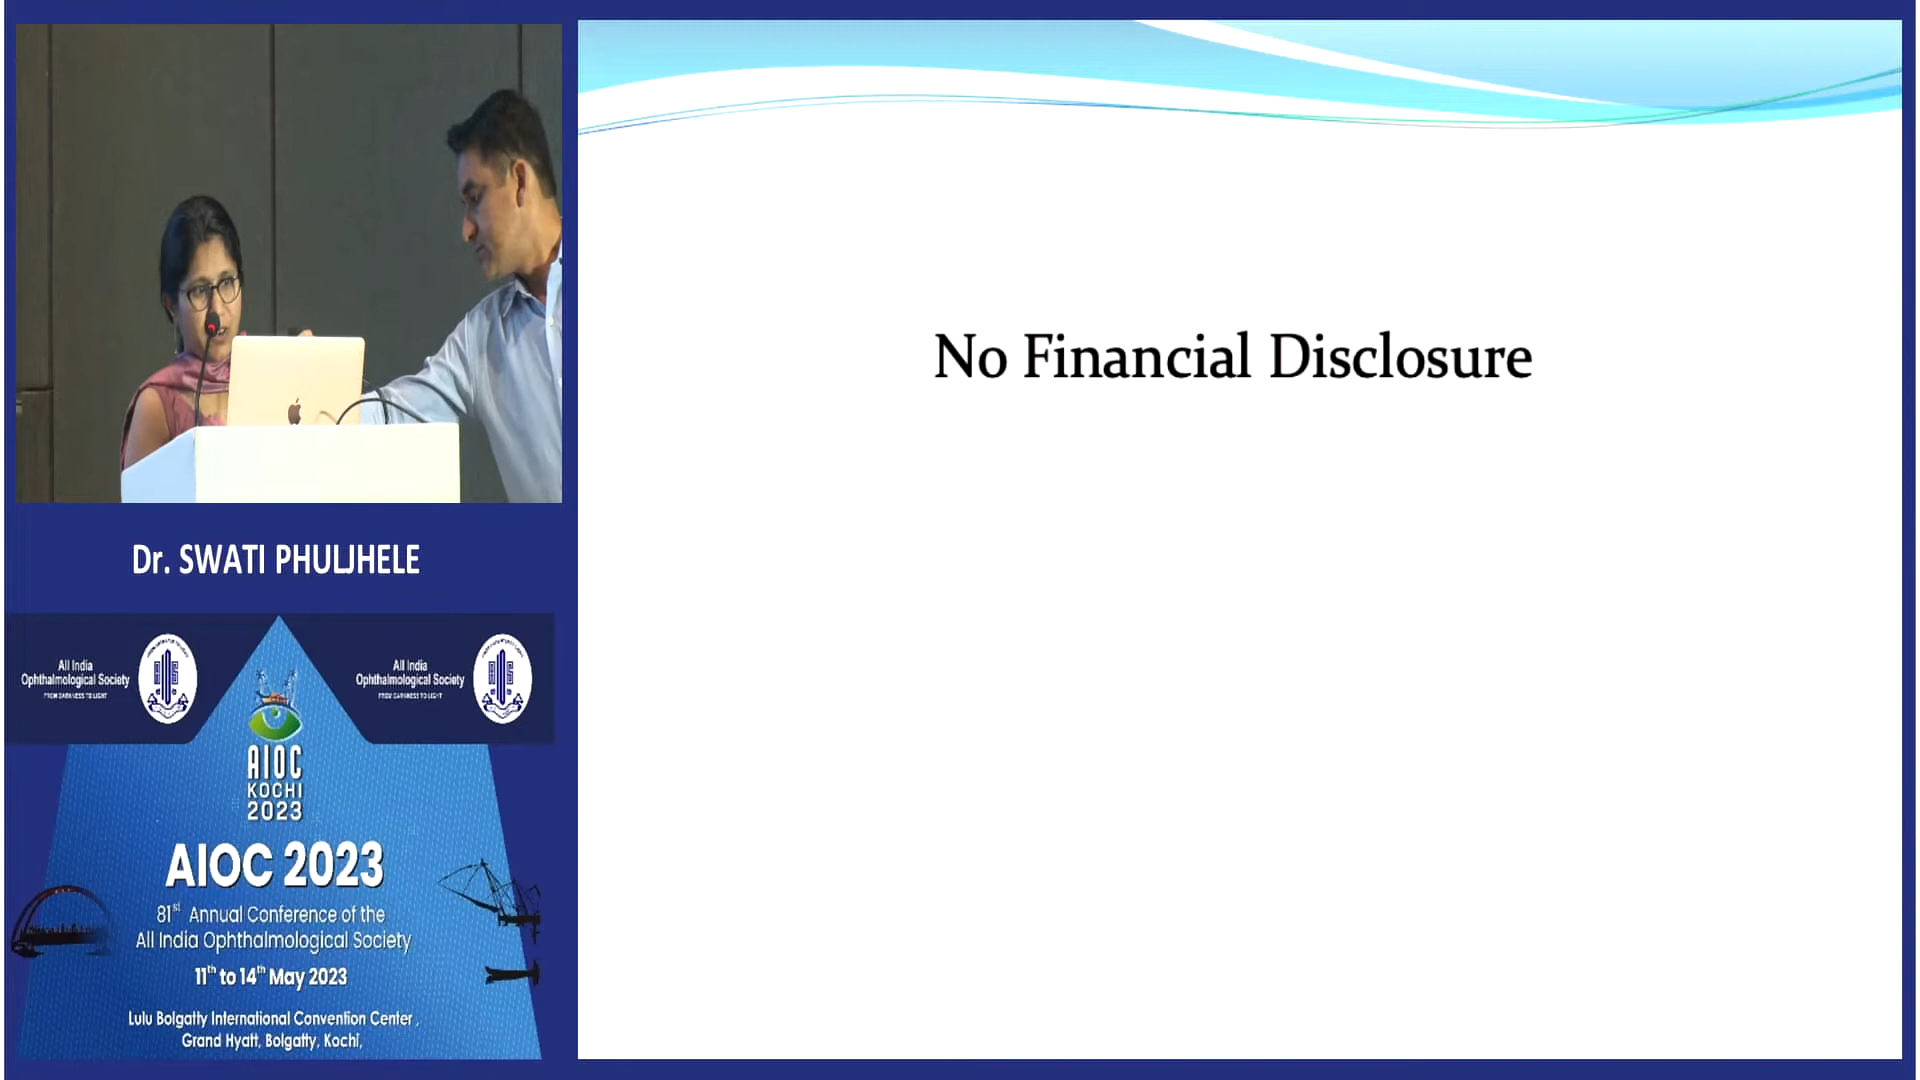 No Financial Disclosure
Dr. SWATI PHULJHELE
All India
Ophthalmological Society
FROM DARKNESS TO LIGHT
All India
Ophthalmological Society
FROM DARKNESS TO LIGHT
AIOC
KOCHI
2023
AIOC 2023
81st Annual Conference of the
All India Ophthalmological Society
11th to 14th May 2023
Lulu Bolgatty International Convention Center ,
Grand Hyatt, Bolgatty, Kochi,